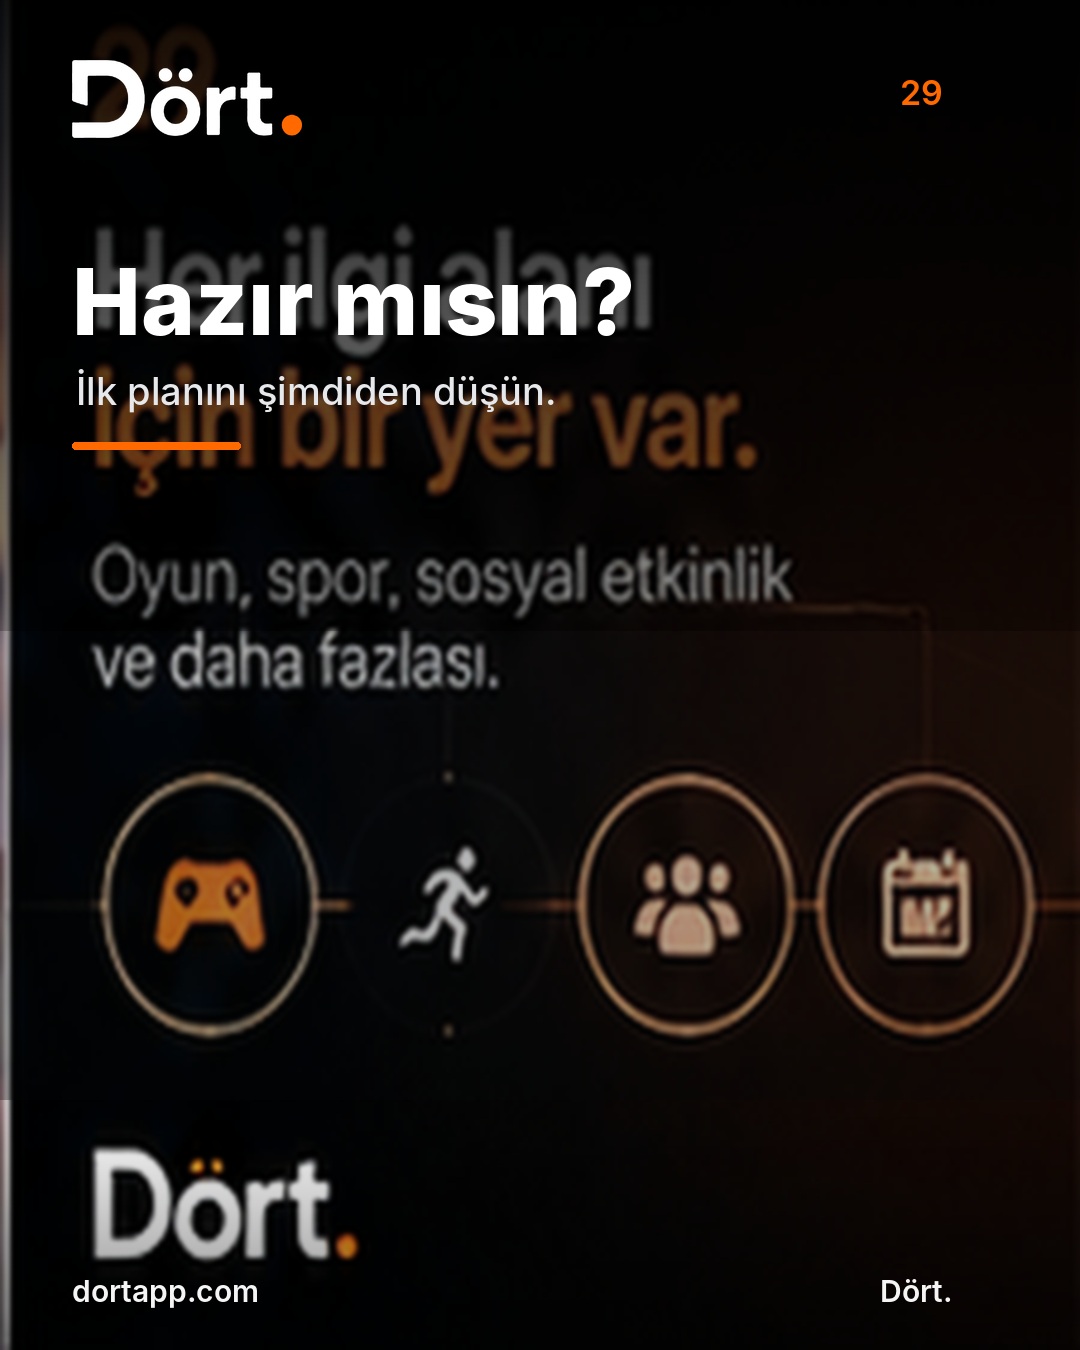 Dört.
29
Her ilgi alanı
Hazır mısın?
İlk planını şimdiden düşün.
için bir yer var.
Oyun, spor, sosyal etkinlik
ve daha fazlası.
Dört.
dortapp.com
Dört.